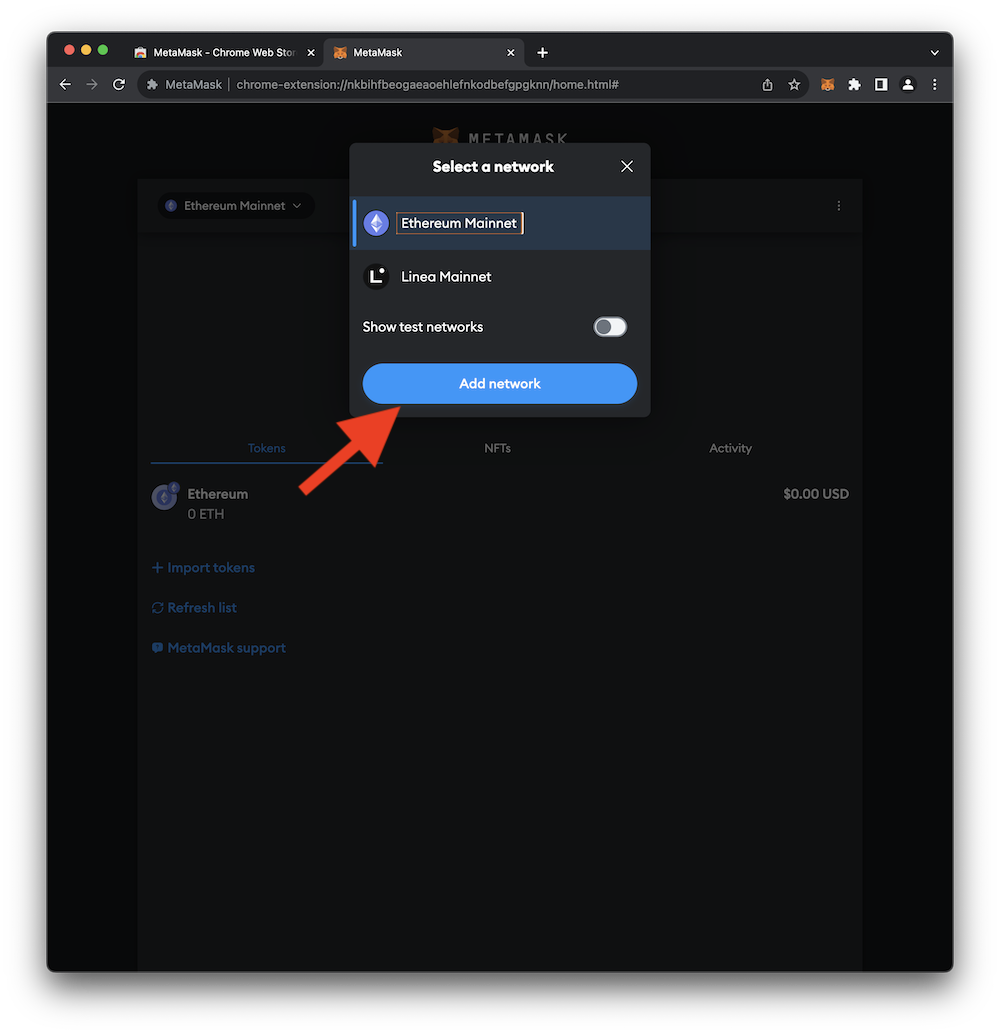 MetaMask - Chrome Web Stor
MetaMask
MetaMask
chrome-extension://nkbihfbeogaeaoehlefnkodbefgpgknn/home.html#
METAMASK
Select a network
Ethereum Mainnet
Ethereum Mainnet
Linea Mainnet
Show test networks
Add network
Tokens
NFTs
Activity
Ethereum
$0.00 USD
0 ETH
Import tokens
Refresh list
MetaMask support